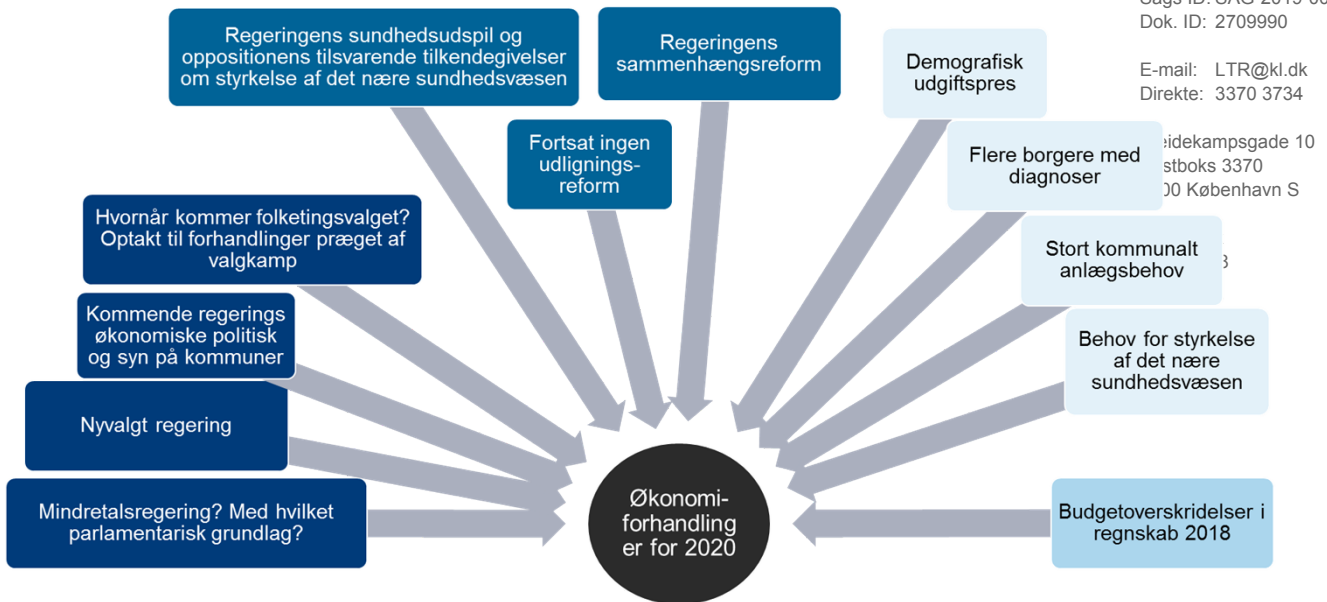 Regeringens sundhedsudspil og
oppositionens tilsvarende tilkendegivelser
om styrkelse af det nære sundhedsvæsen
Regeringens
sammenhængsreform
Fortsat ingen
udlignings-
reform
Hvornår kommer folketingsvalget?
Optakt til forhandlinger præget af
valgkamp
Kommende regerings
økonomiske politisk
og syn på kommuner
Nyvalgt regering
Mindretalsregering? Med hvilket
parlamentarisk grundlag?
Økonomi-
forhandling
er for 2020
Demografisk
udgiftspres
Flere borgere med
diagnoser
Stort kommunalt
anlægsbehov
Behov for styrkelse
af det nære
sundhedsvæsen
Budgetoverskridelser i
regnskab 2018
Dok. ID: 2709990
E-mail: LTR@kl.dk
Direkte: 3370 3734
10
3370
København S